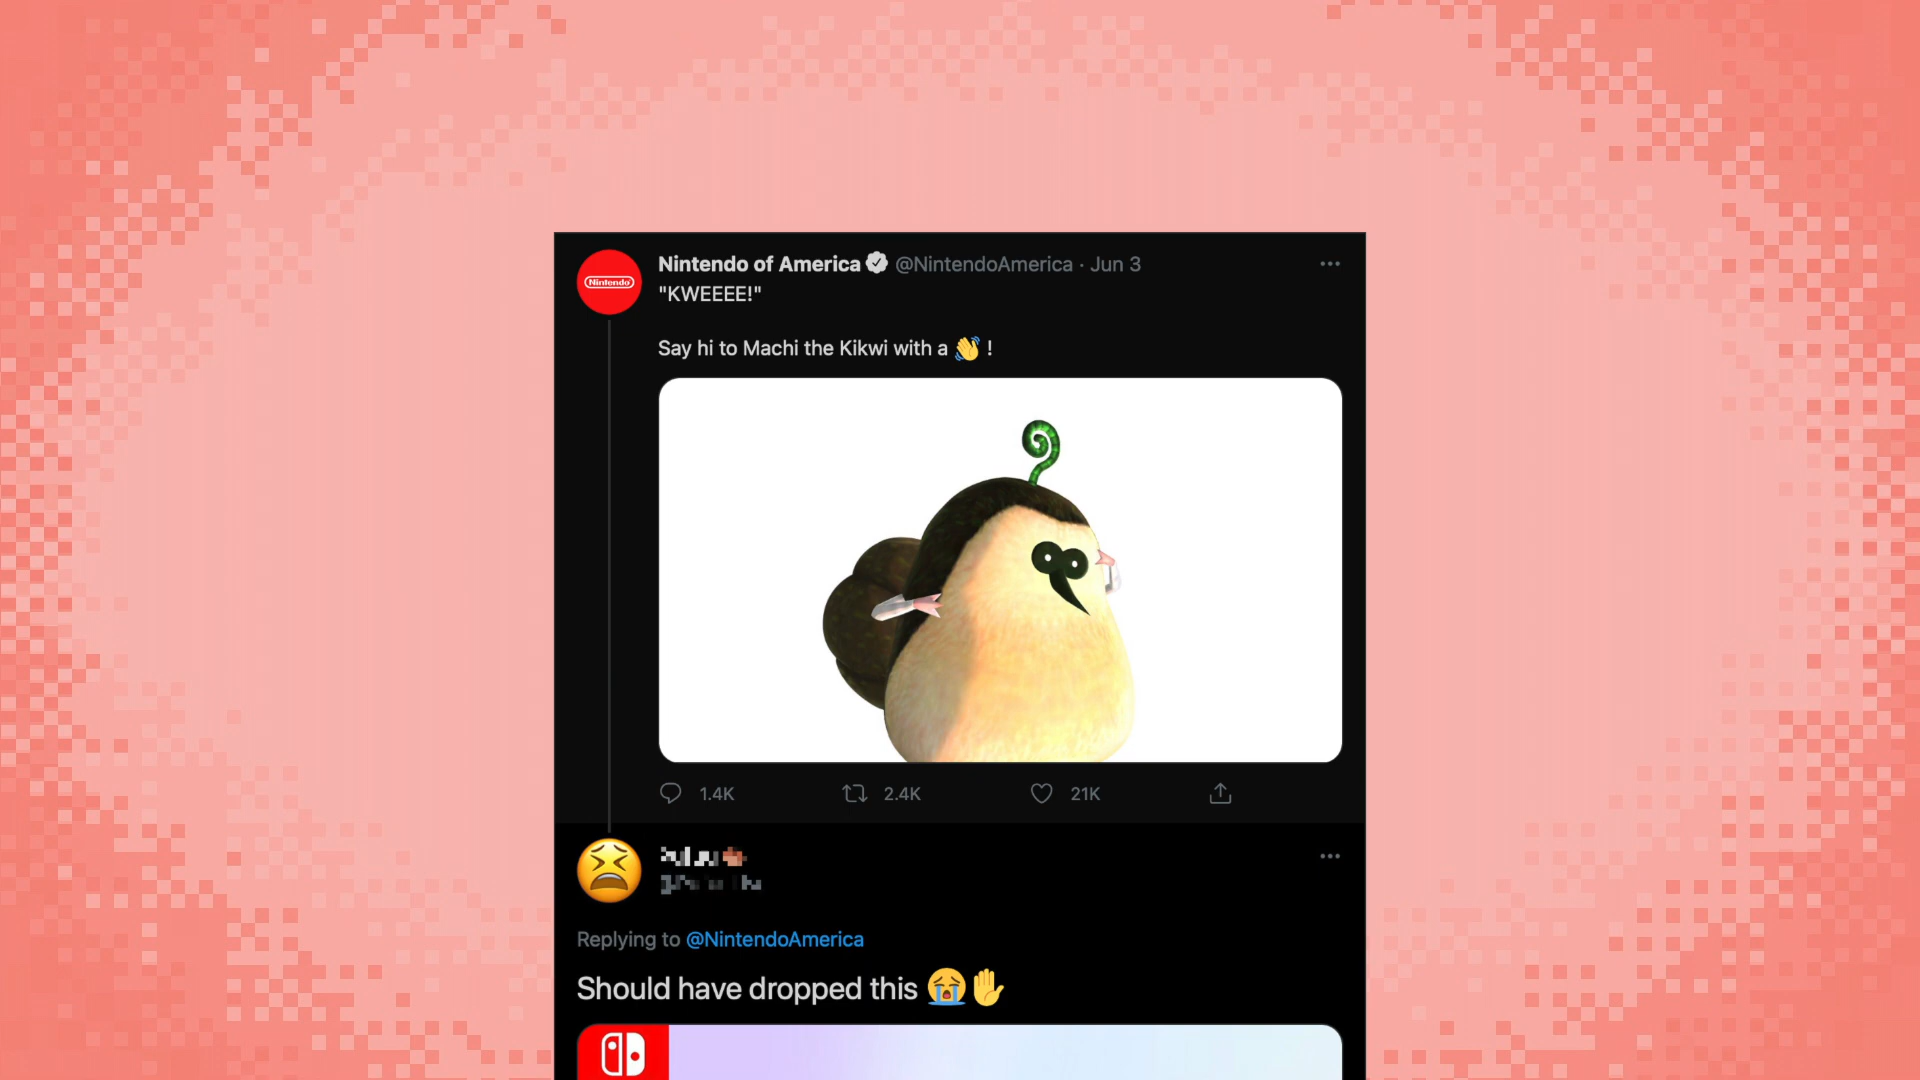 Nintendo of America @NintendoAmerica · Jun 3
Nintendo
"KWEEEE!"
Say hi to Machi the Kikwi with a 👋 !
1.4K 2.4K 21K
Replying to @NintendoAmerica
Should have dropped this 😭✋